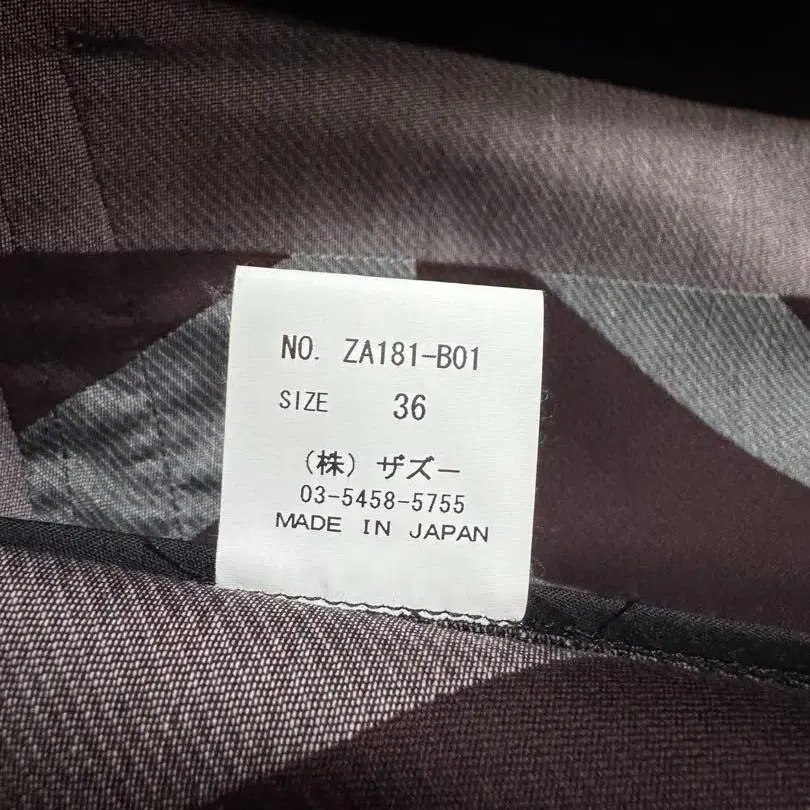 NO. ZA181-B01
SIZE 36
(株) ザズー
03-5458-5755
MADE IN JAPAN